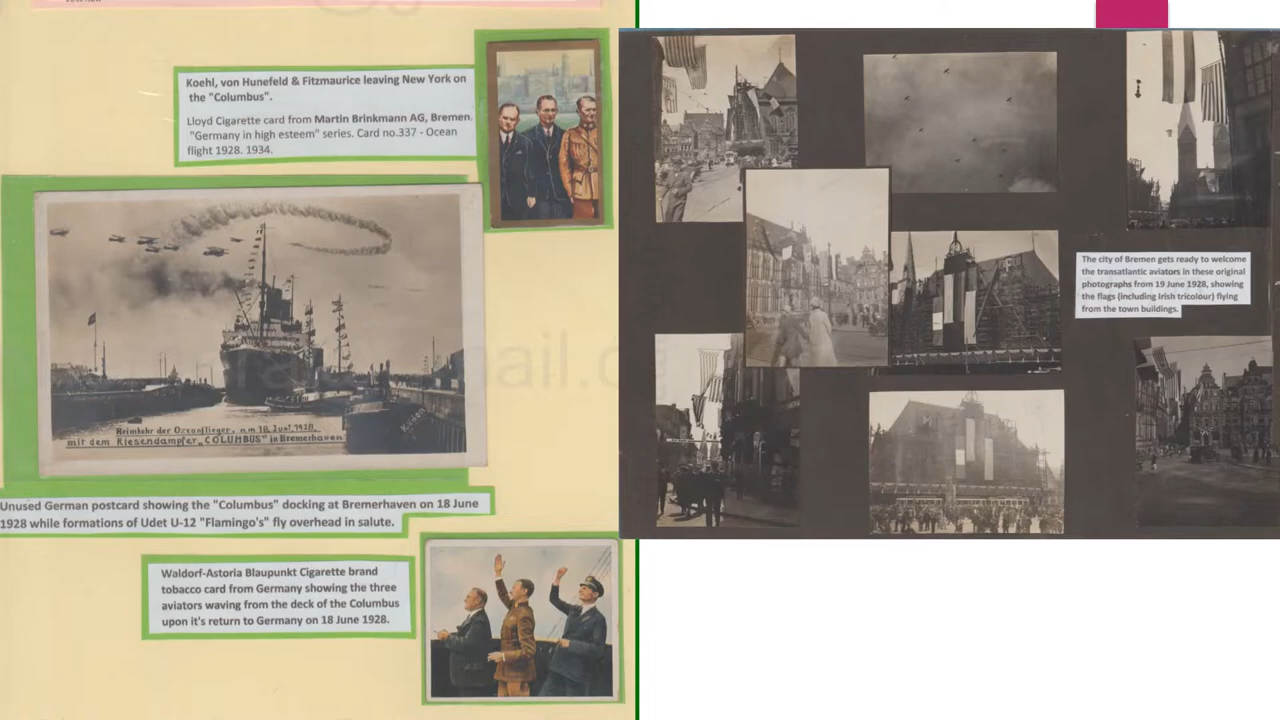 Koehl, von Hunefeld & Fitzmaurice leaving New York on
the "Columbus".
Lloyd Cigarette card from Martin Brinkmann AG, Bremen.
"Germany in high esteem" series. Card no.337 - Ocean
flight 1928. 1934.
Heimkehr der Ozeanflieger, am 18. Juni 1928
mit dem Riesendampfer „COLUMBUS" in Bremerhaven
Unused German postcard showing the "Columbus" docking at Bremerhaven on 18 June
1928 while formations of Udet U-12 "Flamingo's" fly overhead in salute.
Waldorf-Astoria Blaupunkt Cigarette brand
tobacco card from Germany showing the three
aviators waving from the deck of the Columbus
upon it's return to Germany on 18 June 1928.
The city of Bremen gets ready to welcome
the transatlantic aviators in these original
photographs from 19 June 1928, showing
the flags (including Irish tricolour) flying
from the town buildings.